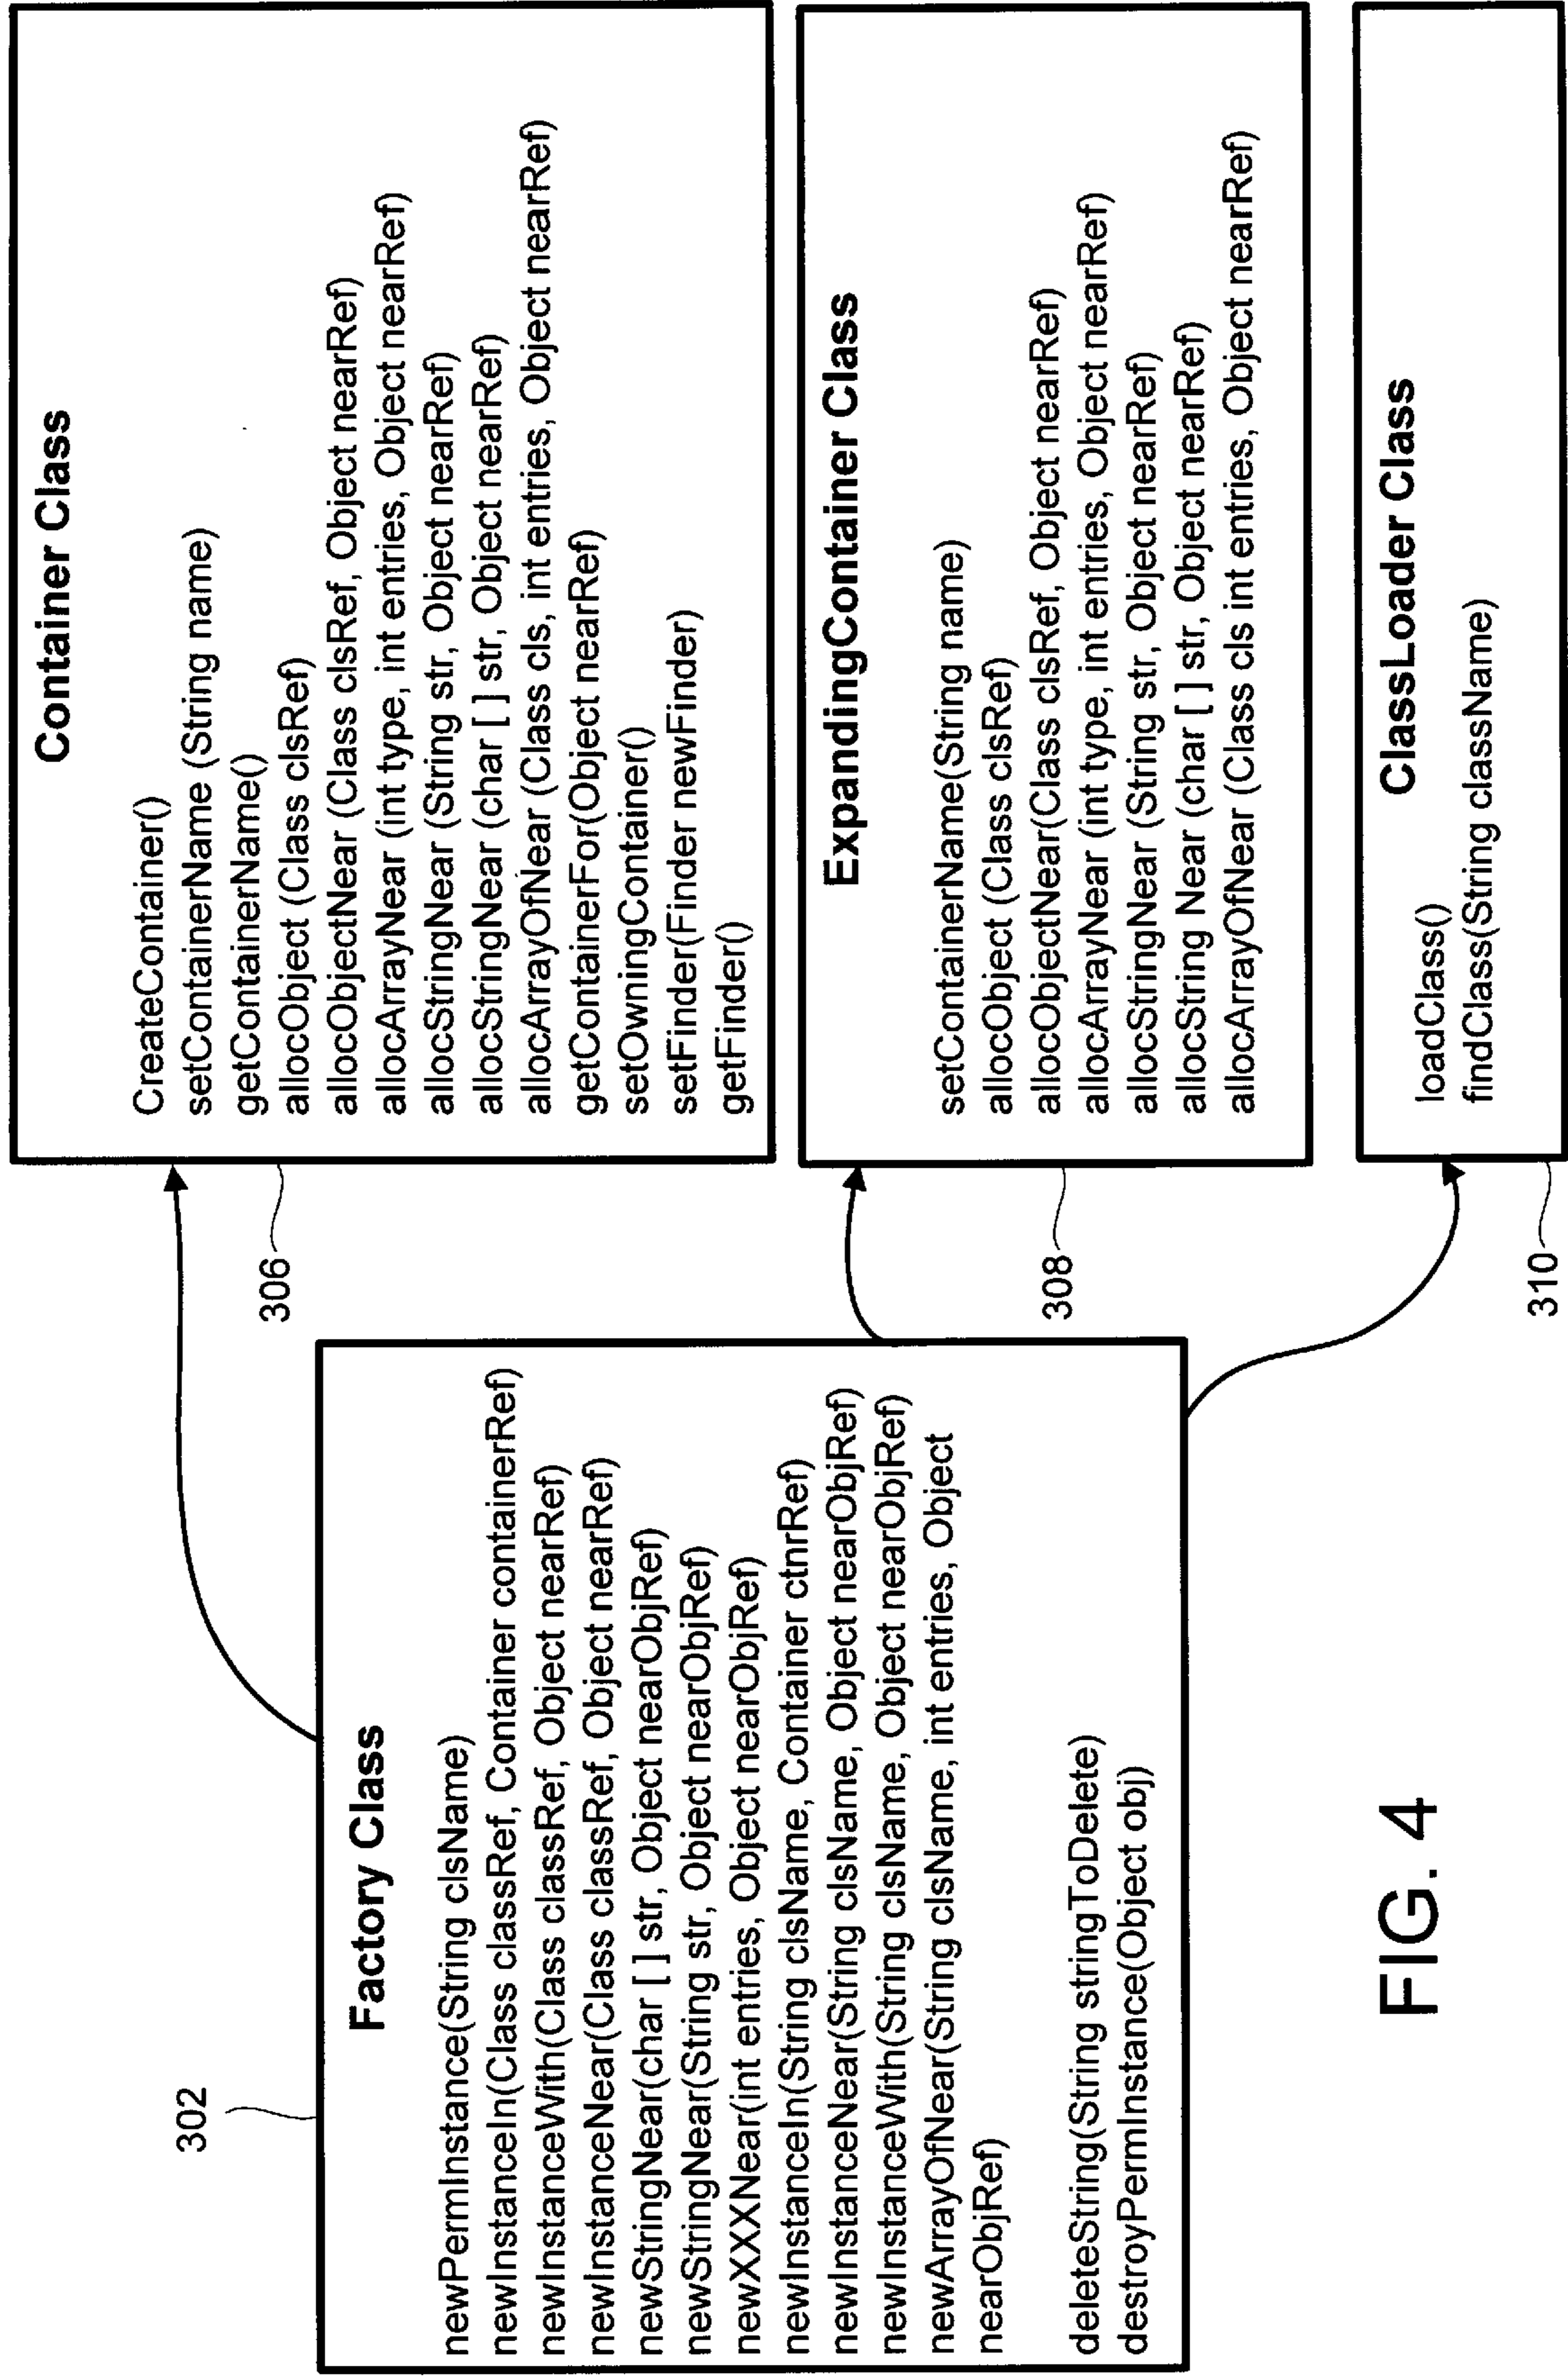 302
Factory Class
newPermInstance(String clsName)
newInstanceIn(Class classRef, Container containerRef)
newInstanceWith(Class classRef, Object nearRef)
newInstanceNear(Class classRef, Object nearRef)
newStringNear(char [ ] str, Object nearObjRef)
newStringNear(String str, Object nearObjRef)
newXXXNear(int entries, Object nearObjRef)
newInstanceIn(String clsName, Container ctnrRef)
newInstanceNear(String clsName, Object nearObjRef)
newInstanceWith(String clsName, Object nearObjRef)
newArrayOfNear(String clsName, int entries, Object
nearObjRef)
deleteString(String stringToDelete)
destroyPermInstance(Object obj)
306
Container Class
CreateContainer()
setContainerName (String name)
getContainerName()
allocObject (Class clsRef)
allocObjectNear (Class clsRef, Object nearRef)
allocArrayNear (int type, int entries, Object nearRef)
allocStringNear (String str, Object nearRef)
allocStringNear (char [ ] str, Object nearRef)
allocArrayOfNear (Class cls, int entries, Object nearRef)
getContainerFor(Object nearRef)
setOwningContainer()
setFinder(Finder newFinder)
getFinder()
308
ExpandingContainer Class
setContainerName(String name)
allocObject (Class clsRef)
allocObjectNear(Class clsRef, Object nearRef)
allocArrayNear (int type, int entries, Object nearRef)
allocStringNear (String str, Object nearRef)
allocString Near (char [ ] str, Object nearRef)
allocArrayOfNear (Class cls int entries, Object nearRef)
310
ClassLoader Class
loadClass()
findClass(String className)
FIG. 4